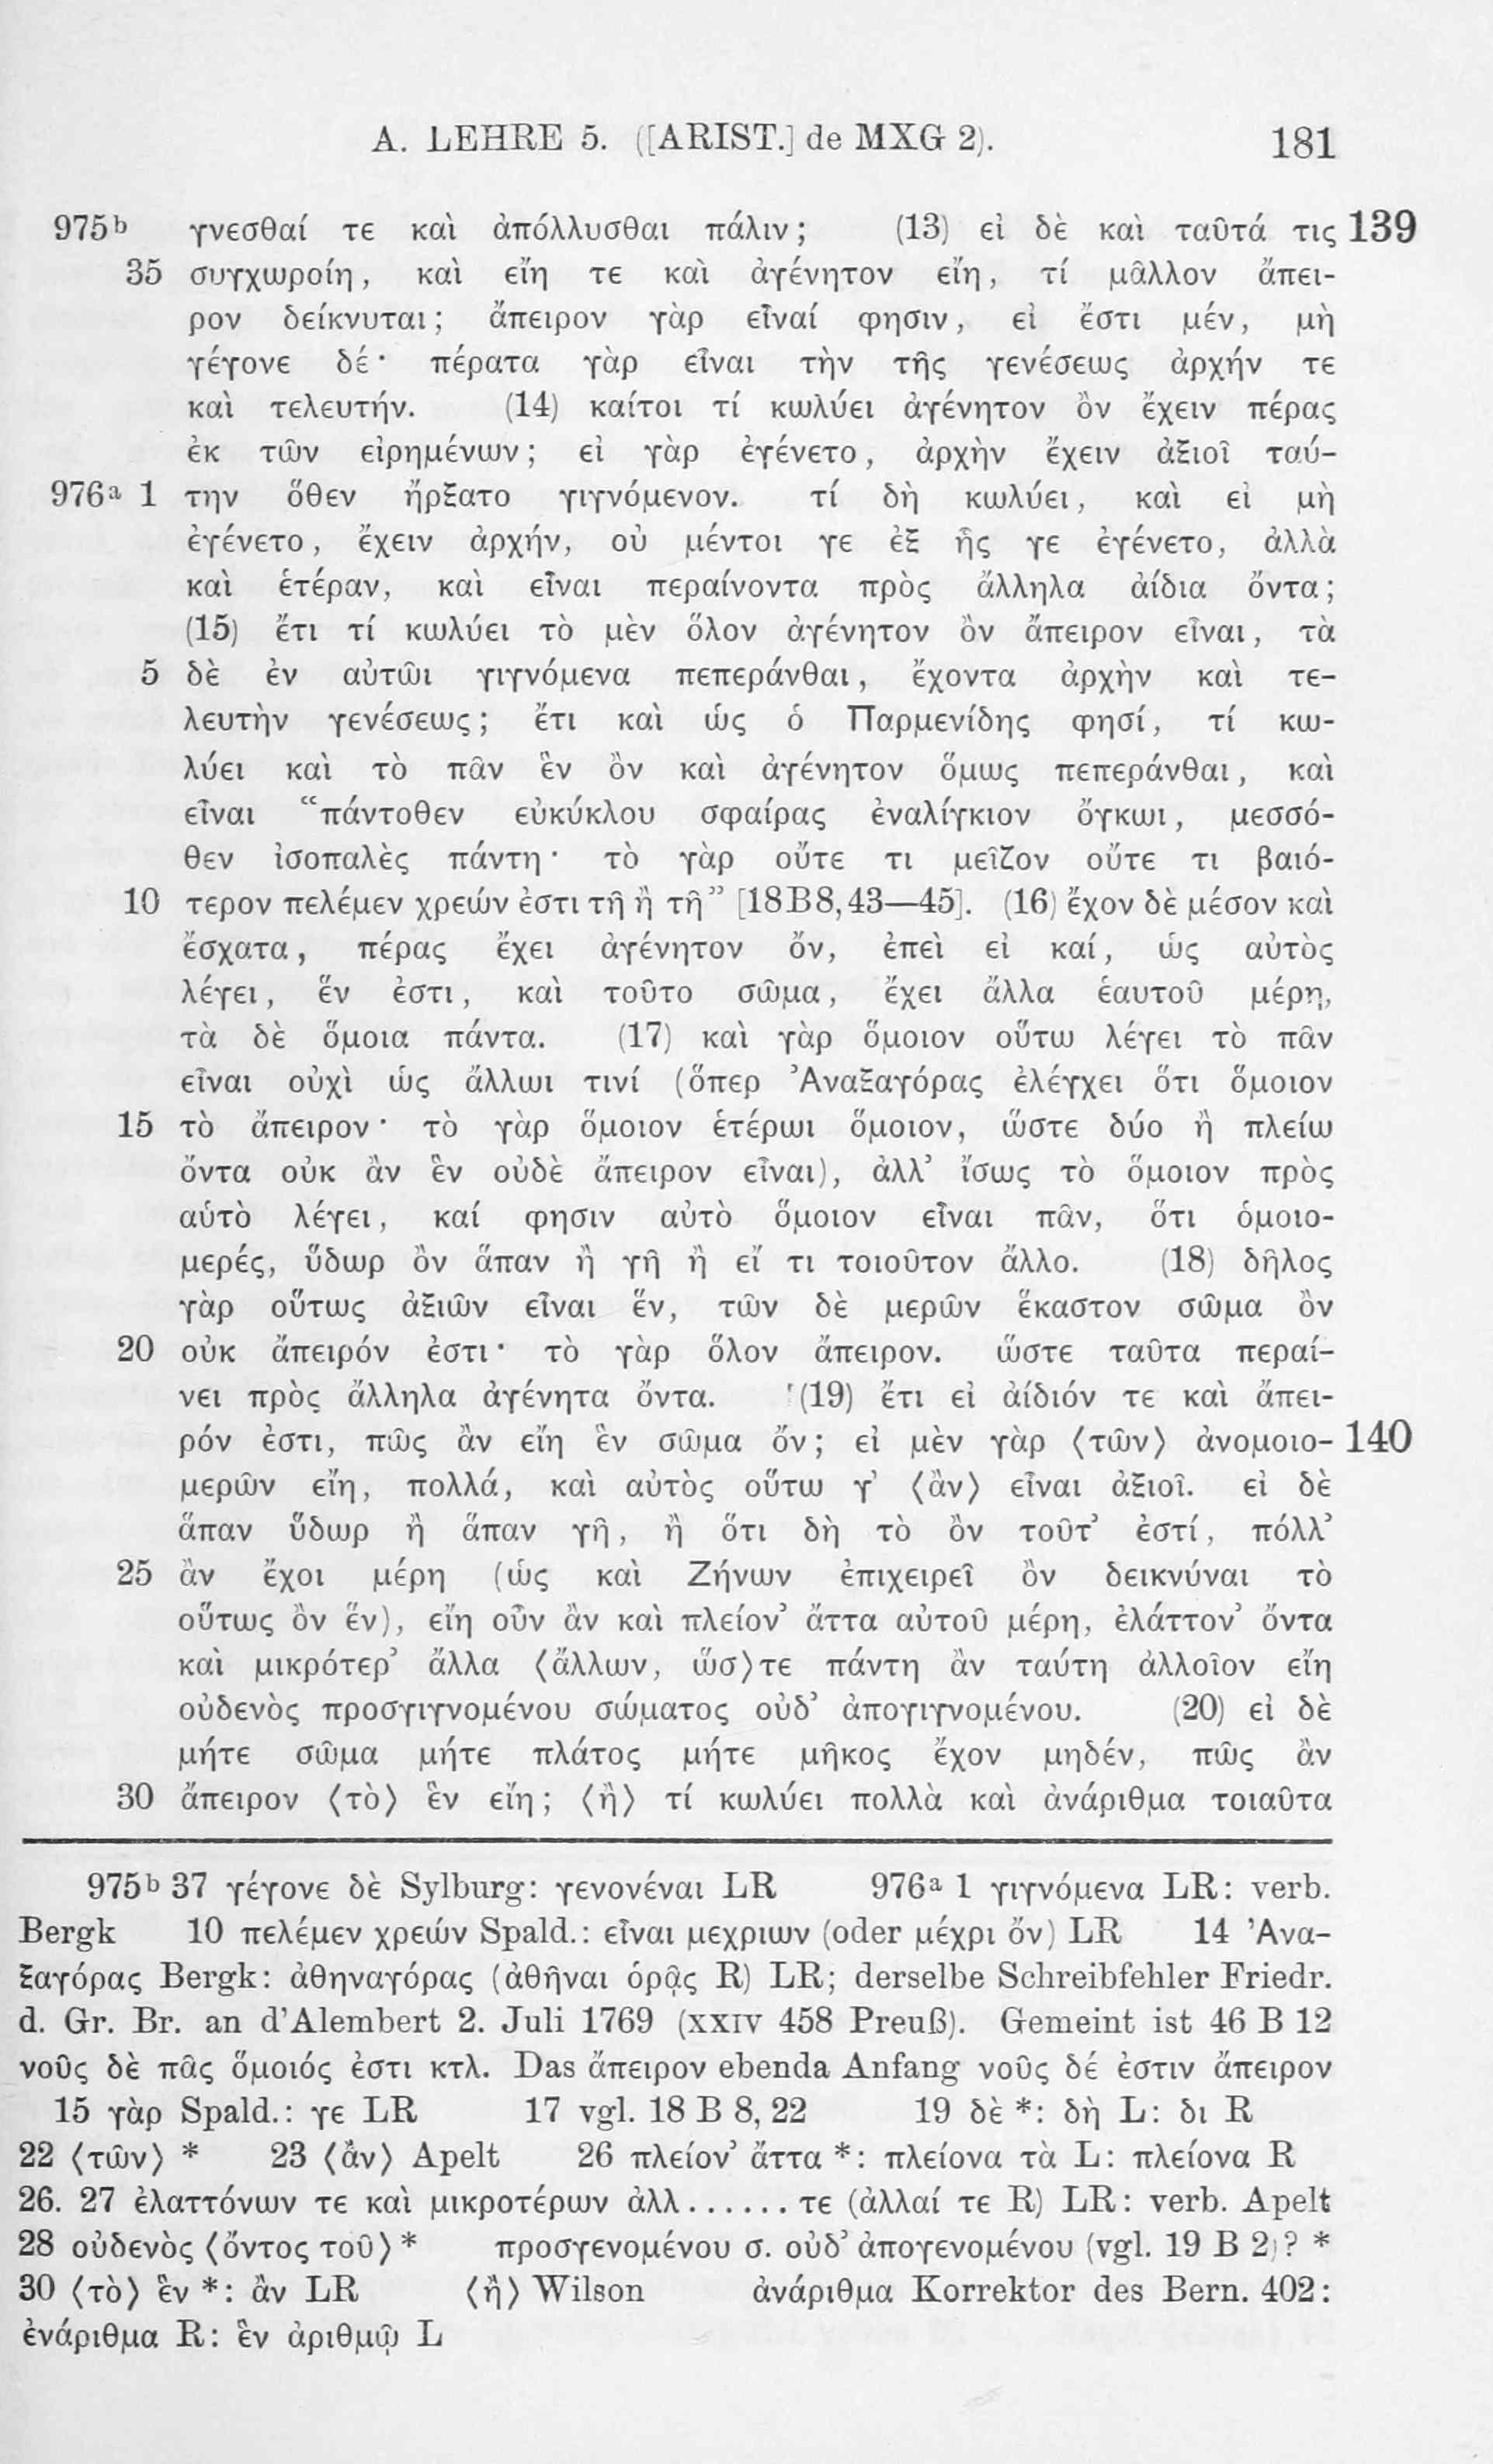 A. LEHRE 5. ([ARIST.] de MXG 2). 181
975ᵇ γνεσθαί τε καὶ ἀπόλλυσθαι πάλιν; (13) εἰ δὲ καὶ ταῦτά τις 139
35 συγχωροίη, καὶ εἴη τε καὶ ἀγένητον εἴη, τί μᾶλλον ἄπει-
ρον δείκνυται; ἄπειρον γὰρ εἶναί φησιν, εἰ ἔστι μέν, μὴ
γέγονε δέ· πέρατα γὰρ εἶναι τὴν τῆς γενέσεως ἀρχήν τε
καὶ τελευτήν. (14) καίτοι τί κωλύει ἀγένητον ὂν ἔχειν πέρας
ἐκ τῶν εἰρημένων; εἰ γὰρ ἐγένετο, ἀρχὴν ἔχειν ἀξιοῖ ταύ-
976ᵃ 1 την ὅθεν ἤρξατο γιγνόμενον. τί δὴ κωλύει, καὶ εἰ μὴ
ἐγένετο, ἔχειν ἀρχήν, οὐ μέντοι γε ἐξ ἧς γε ἐγένετο, ἀλλὰ
καὶ ἑτέραν, καὶ εἶναι περαίνοντα πρὸς ἄλληλα ἀίδια ὄντα;
(15) ἔτι τί κωλύει τὸ μὲν ὅλον ἀγένητον ὂν ἄπειρον εἶναι, τὰ
5 δὲ ἐν αὐτῶι γιγνόμενα πεπεράνθαι, ἔχοντα ἀρχὴν καὶ τε-
λευτὴν γενέσεως; ἔτι καὶ ὡς ὁ Παρμενίδης φησί, τί κω-
λύει καὶ τὸ πᾶν ἓν ὂν καὶ ἀγένητον ὅμως πεπεράνθαι, καὶ
εἶναι “πάντοθεν εὐκύκλου σφαίρας ἐναλίγκιον ὄγκωι, μεσσό-
θεν ἰσοπαλὲς πάντη· τὸ γὰρ οὔτε τι μεῖζον οὔτε τι βαιό-
10 τερον πελέμεν χρεών ἐστι τῆ ἢ τῆ” [18B8,43—45]. (16) ἔχον δὲ μέσον καὶ
ἔσχατα, πέρας ἔχει ἀγένητον ὄν, ἐπεὶ εἰ καί, ὡς αὐτὸς
λέγει, ἕν ἐστι, καὶ τοῦτο σῶμα, ἔχει ἄλλα ἑαυτοῦ μέρη,
τὰ δὲ ὅμοια πάντα. (17) καὶ γὰρ ὅμοιον οὕτω λέγει τὸ πᾶν
εἶναι οὐχὶ ὡς ἄλλωι τινί (ὅπερ Ἀναξαγόρας ἐλέγχει ὅτι ὅμοιον
15 τὸ ἄπειρον· τὸ γὰρ ὅμοιον ἑτέρωι ὅμοιον, ὥστε δύο ἢ πλείω
ὄντα οὐκ ἂν ἓν οὐδὲ ἄπειρον εἶναι), ἀλλ’ ἴσως τὸ ὅμοιον πρὸς
αὑτὸ λέγει, καί φησιν αὐτὸ ὅμοιον εἶναι πᾶν, ὅτι ὁμοιο-
μερές, ὕδωρ ὂν ἅπαν ἢ γῆ ἢ εἴ τι τοιοῦτον ἄλλο. (18) δῆλος
γὰρ οὕτως ἀξιῶν εἶναι ἕν, τῶν δὲ μερῶν ἕκαστον σῶμα ὂν
20 οὐκ ἄπειρόν ἐστι· τὸ γὰρ ὅλον ἄπειρον. ὥστε ταῦτα περαί-
νει πρὸς ἄλληλα ἀγένητα ὄντα. (19) ἔτι εἰ ἀίδιόν τε καὶ ἄπει-
ρόν ἐστι, πῶς ἂν εἴη ἓν σῶμα ὄν; εἰ μὲν γὰρ ⟨τῶν⟩ ἀνομοιο- 140
μερῶν εἴη, πολλά, καὶ αὐτὸς οὕτω γ’ ⟨ἂν⟩ εἶναι ἀξιοῖ. εἰ δὲ
ἅπαν ὕδωρ ἢ ἅπαν γῆ, ἢ ὅτι δὴ τὸ ὂν τοῦτ’ ἐστί, πόλλ’
25 ἂν ἔχοι μέρη (ὡς καὶ Ζήνων ἐπιχειρεῖ ὂν δεικνύναι τὸ
οὕτως ὂν ἕν), εἴη οὖν ἂν καὶ πλείον’ ἄττα αὐτοῦ μέρη, ἐλάττον’ ὄντα
καὶ μικρότερ’ ἄλλα ⟨ἄλλων, ὥσ⟩τε πάντη ἂν ταύτη ἀλλοῖον εἴη
οὐδενὸς προσγιγνομένου σώματος οὐδ’ ἀπογιγνομένου. (20) εἰ δὲ
μήτε σῶμα μήτε πλάτος μήτε μῆκος ἔχον μηδέν, πῶς ἂν
30 ἄπειρον ⟨τὸ⟩ ἓν εἴη; ⟨ἢ⟩ τί κωλύει πολλὰ καὶ ἀνάριθμα τοιαῦτα
975ᵇ 37 γέγονε δὲ Sylburg: γενονέναι LR 976ᵃ 1 γιγνόμενα LR: verb.
Bergk 10 πελέμεν χρεών Spald.: εἶναι μεχριων (oder μέχρι ὄν) LR 14 Ἀνα-
ξαγόρας Bergk: ἀθηναγόρας (ἀθῆναι ὁρᾷς R) LR; derselbe Schreibfehler Friedr.
d. Gr. Br. an d’Alembert 2. Juli 1769 (XXIV 458 Preuß). Gemeint ist 46 B 12
νοῦς δὲ πᾶς ὅμοιός ἐστι κτλ. Das ἄπειρον ebenda Anfang νοῦς δέ ἐστιν ἄπειρον
15 γὰρ Spald.: γε LR 17 vgl. 18 B 8, 22 19 δὲ *: δὴ L: δι R
22 ⟨τῶν⟩ * 23 ⟨ἂν⟩ Apelt 26 πλείον’ ἄττα *: πλείονα τὰ L: πλείονα R
26. 27 ἐλαττόνων τε καὶ μικροτέρων ἀλλ......τε (ἀλλαί τε R) LR: verb. Apelt
28 οὐδενὸς ⟨ὄντος τοῦ⟩ * προσγενομένου σ. οὐδ’ ἀπογενομένου (vgl. 19 B 2)? *
30 ⟨τὸ⟩ ἓν *: ἂν LR ⟨ἢ⟩ Wilson ἀνάριθμα Korrektor des Bern. 402:
ἐνάριθμα R: ἓν ἀριθμῷ L